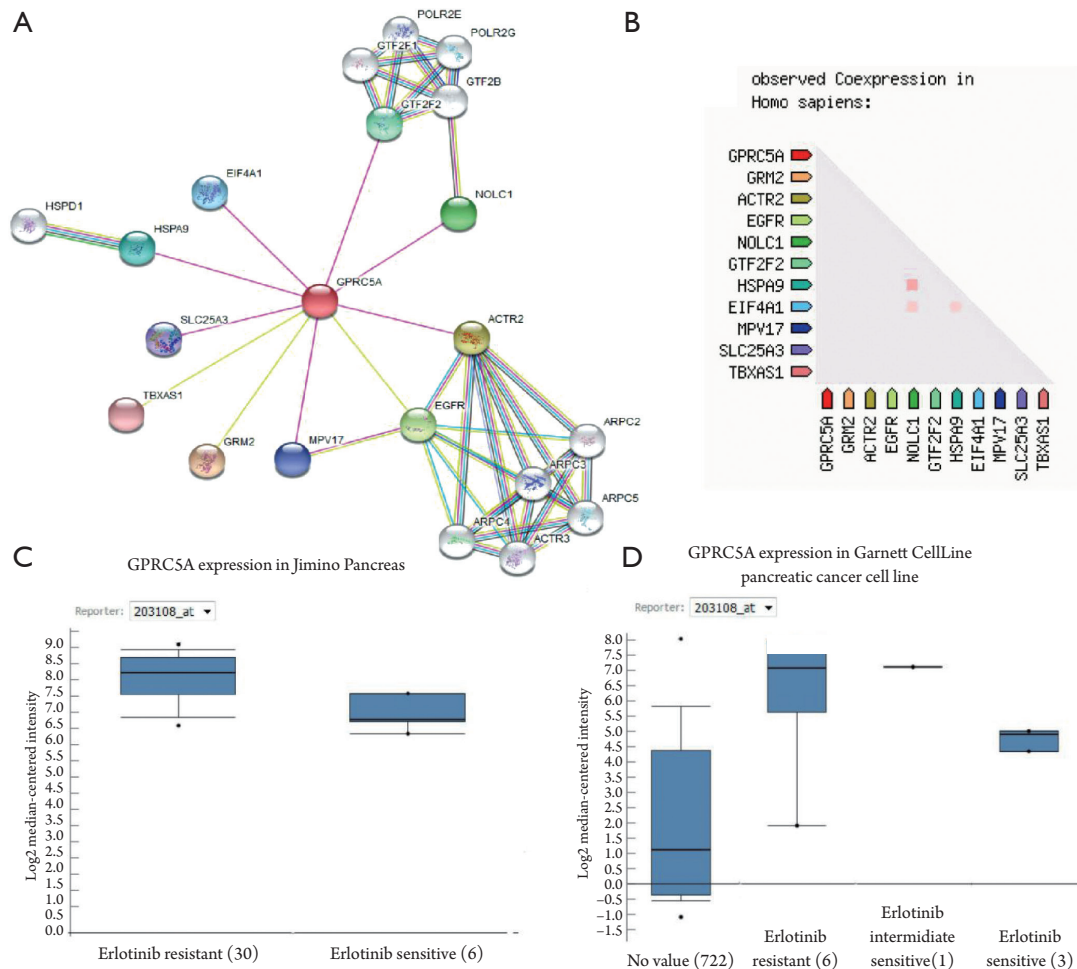 A
POLR2E
POLR2G
GTF2F1
GTF2B
GTF2F2
EIF4A1
NOLC1
HSPD1
HSPA9
GPRC5A
SLC25A3
ACTR2
TBXAS1
EGFR
GRM2
MPV17
ARPC2
ARPC3
ARPC5
ARPC4
ACTR3
B
observed Coexpression in
Homo sapiens:
GPRC5A
GRM2
ACTR2
EGFR
NOLC1
GTF2F2
HSPA9
EIF4A1
MPV17
SLC25A3
TBXAS1
GPRC5A
GRM2
ACTR2
EGFR
NOLC1
GTF2F2
HSPA9
EIF4A1
MPV17
SLC25A3
TBXAS1
C
GPRC5A expression in Jimino Pancreas
Reporter: 203108_at
Log2 median-centered intensity
9.0
8.5
8.0
7.5
7.0
6.5
6.0
5.5
5.0
4.5
4.0
3.5
3.0
2.5
2.0
1.5
1.0
0.5
0.0
Erlotinib resistant (30)
Erlotinib sensitive (6)
D
GPRC5A expression in Garnett CellLine
pancreatic cancer cell line
Reporter: 203108_at
Log2 median-centered intensity
8.0
7.5
7.0
6.5
6.0
5.5
5.0
4.5
4.0
3.5
3.0
2.5
2.0
1.5
1.0
0.5
0.0
−0.5
−1.0
−1.5
No value (722)
Erlotinib
resistant (6)
Erlotinib
intermidiate
sensitive(1)
Erlotinib
sensitive (3)